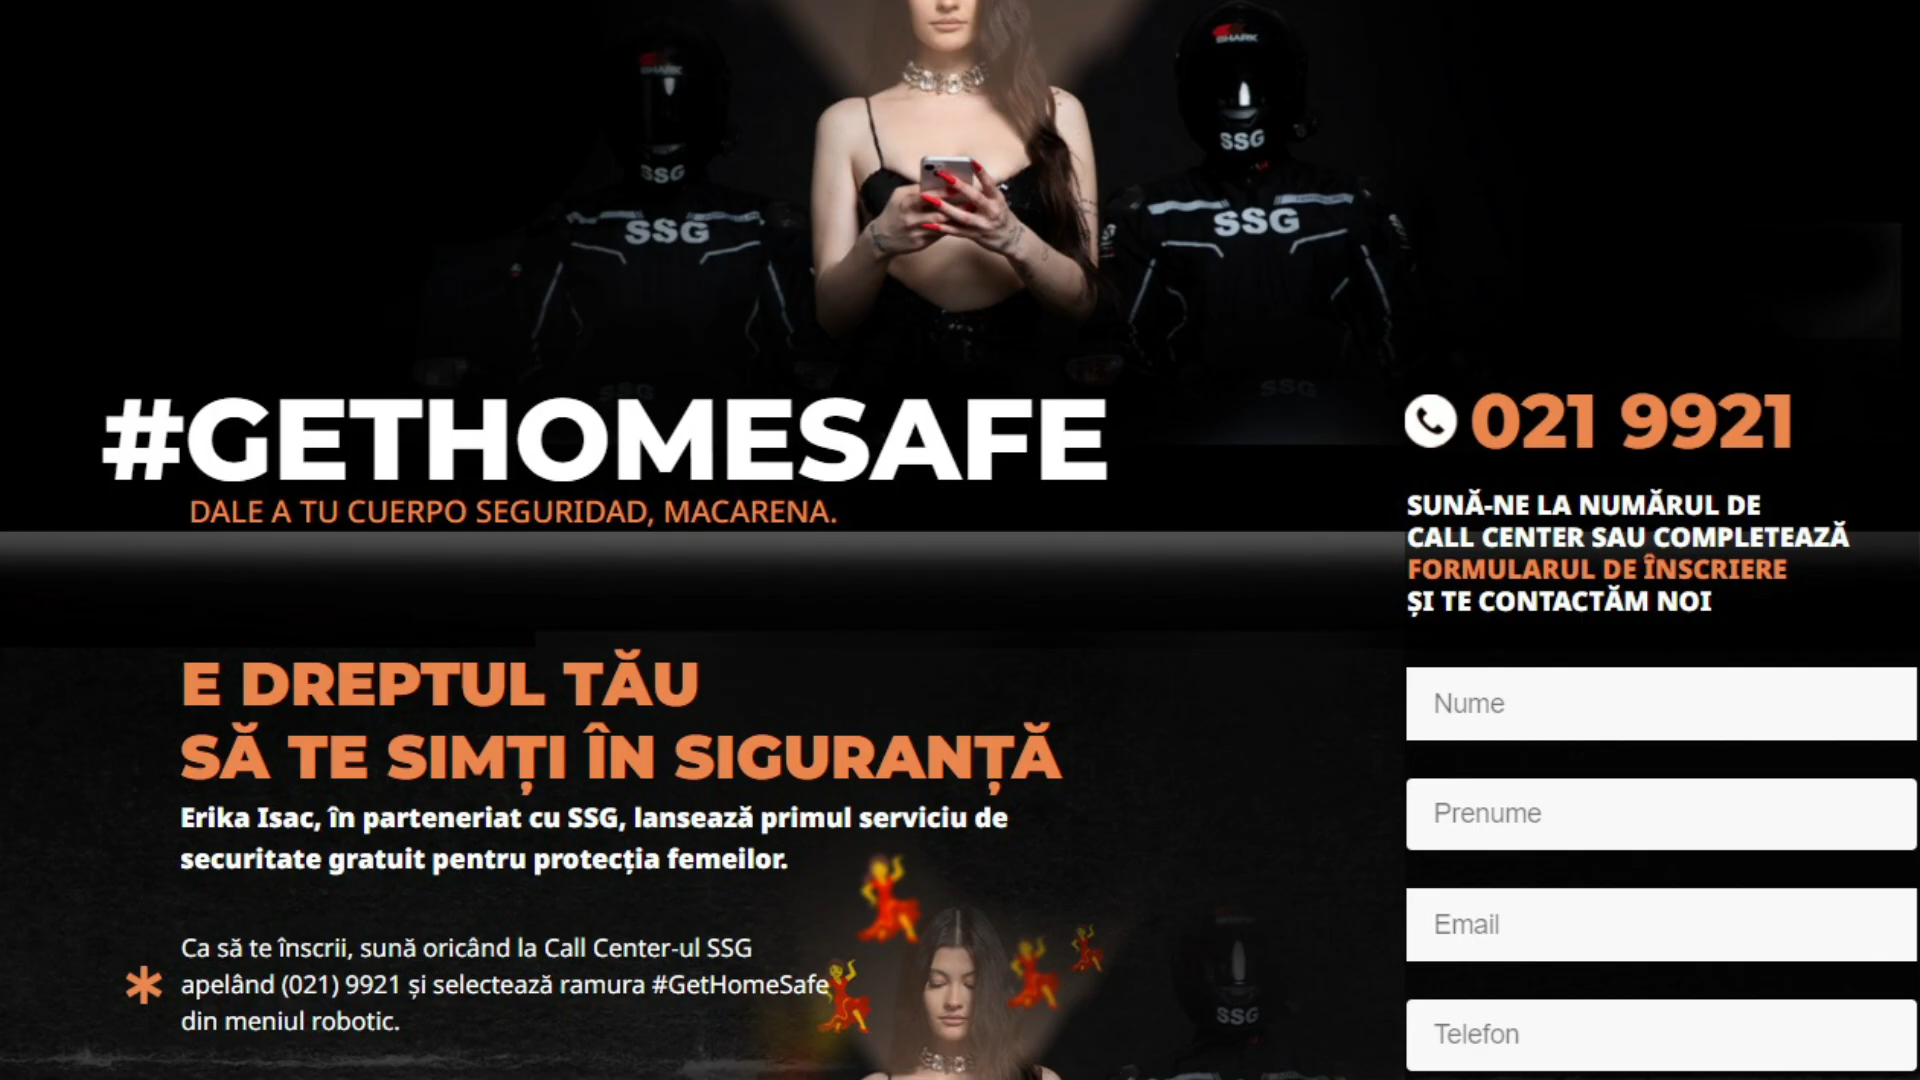 SHARK
SHARK
SSG
SSG
SSG
SSG
SSG
SSG
#GETHOMESAFE
DALE A TU CUERPO SEGURIDAD, MACARENA.
021 9921
SUNĂ-NE LA NUMĂRUL DE
CALL CENTER SAU COMPLETEAZĂ
FORMULARUL DE ÎNSCRIERE
ȘI TE CONTACTĂM NOI
E DREPTUL TĂU
SĂ TE SIMȚI ÎN SIGURANȚĂ
Erika Isac, în parteneriat cu SSG, lansează primul serviciu de
securitate gratuit pentru protecția femeilor.
* Ca să te înscrii, sună oricând la Call Center-ul SSG
apelând (021) 9921 și selectează ramura #GetHomeSafe
din meniul robotic.
SSG
Nume
Prenume
Email
Telefon